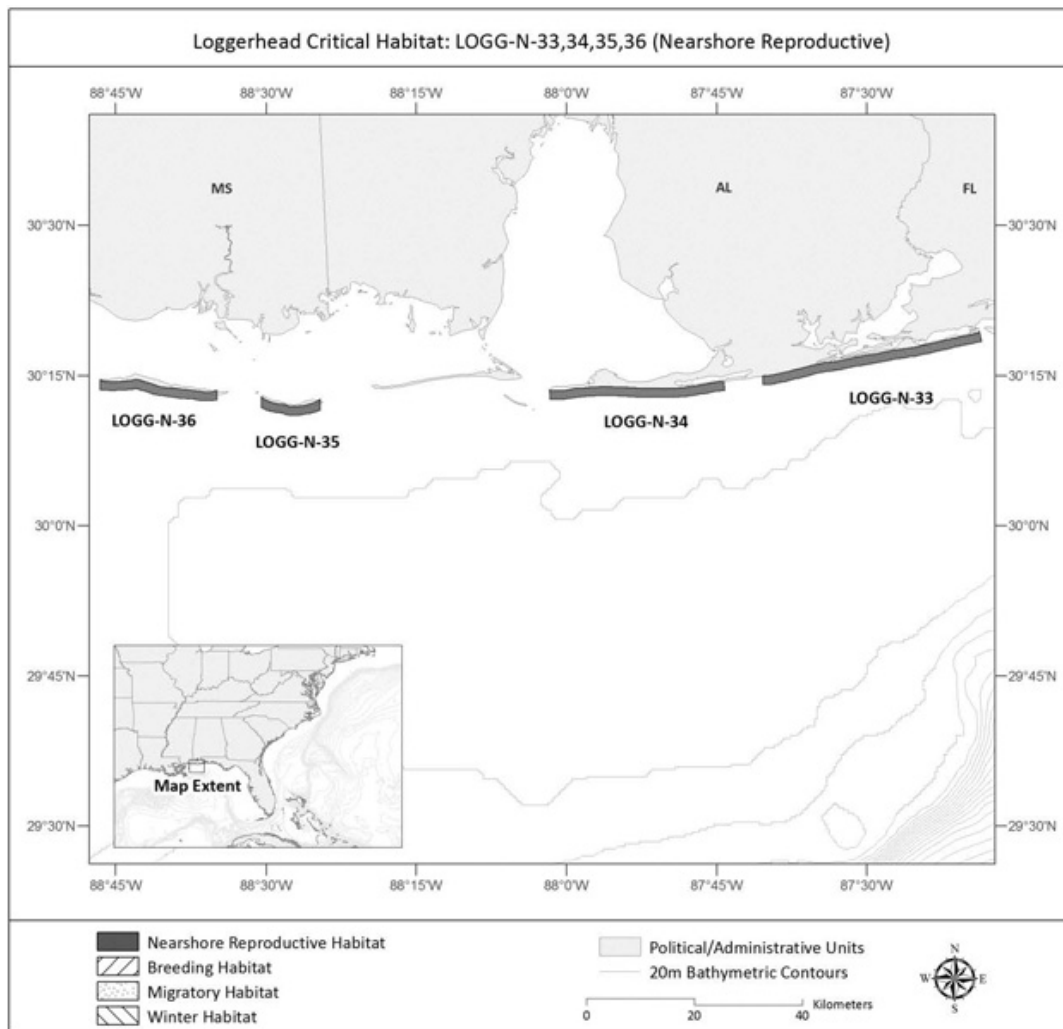 Loggerhead Critical Habitat: LOGG-N-33,34,35,36 (Nearshore Reproductive)
88°45'W 88°30'W 88°15'W 88°0'W 87°45'W 87°30'W
MS AL FL
30°30'N 30°30'N
30°15'N 30°15'N
LOGG-N-36 LOGG-N-35 LOGG-N-34 LOGG-N-33
30°0'N 30°0'N
29°45'N 29°45'N
Map Extent
29°30'N 29°30'N
88°45'W 88°30'W 88°15'W 88°0'W 87°45'W 87°30'W
Nearshore Reproductive Habitat
Breeding Habitat
Migratory Habitat
Winter Habitat
Political/Administrative Units
20m Bathymetric Contours
Kilometers
0 20 40
N
W E
S